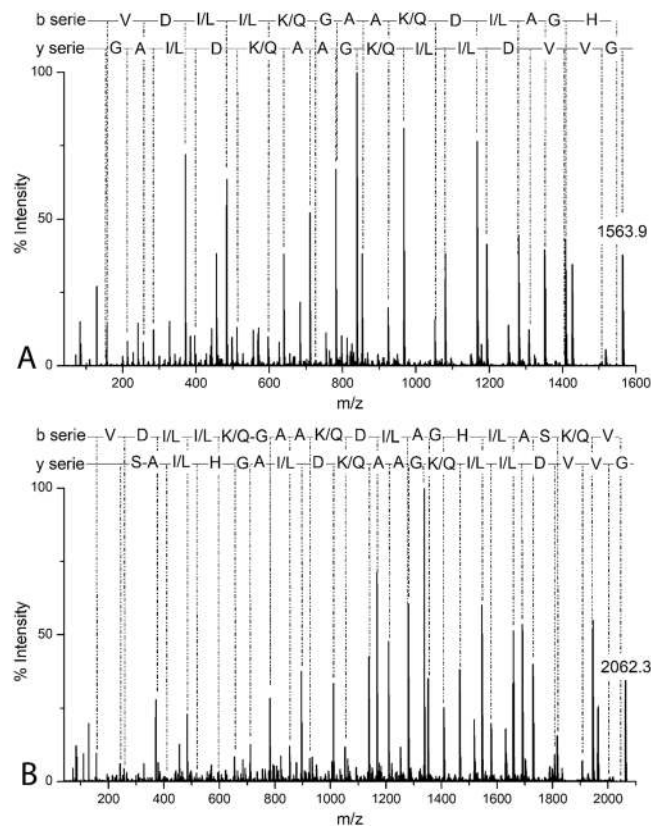 b serie V D I/L I/L K/Q G A A K/Q D I/L A G H
y serie G A I/L D K/Q A A G K/Q I/L I/L D V V G
100
50
0
% Intensity
1563.9
A
200 400 600 800 1000 1200 1400 1600
m/z
b serie V D I/L I/L K/Q-G A A K/Q D I/L A G H I/L A S K/Q V
y serie S A I/L H G A I/L D K/Q A A G K/Q I/L I/L D V V G
100
50
0
% Intensity
2062.3
B
200 400 600 800 1000 1200 1400 1600 1800 2000
m/z